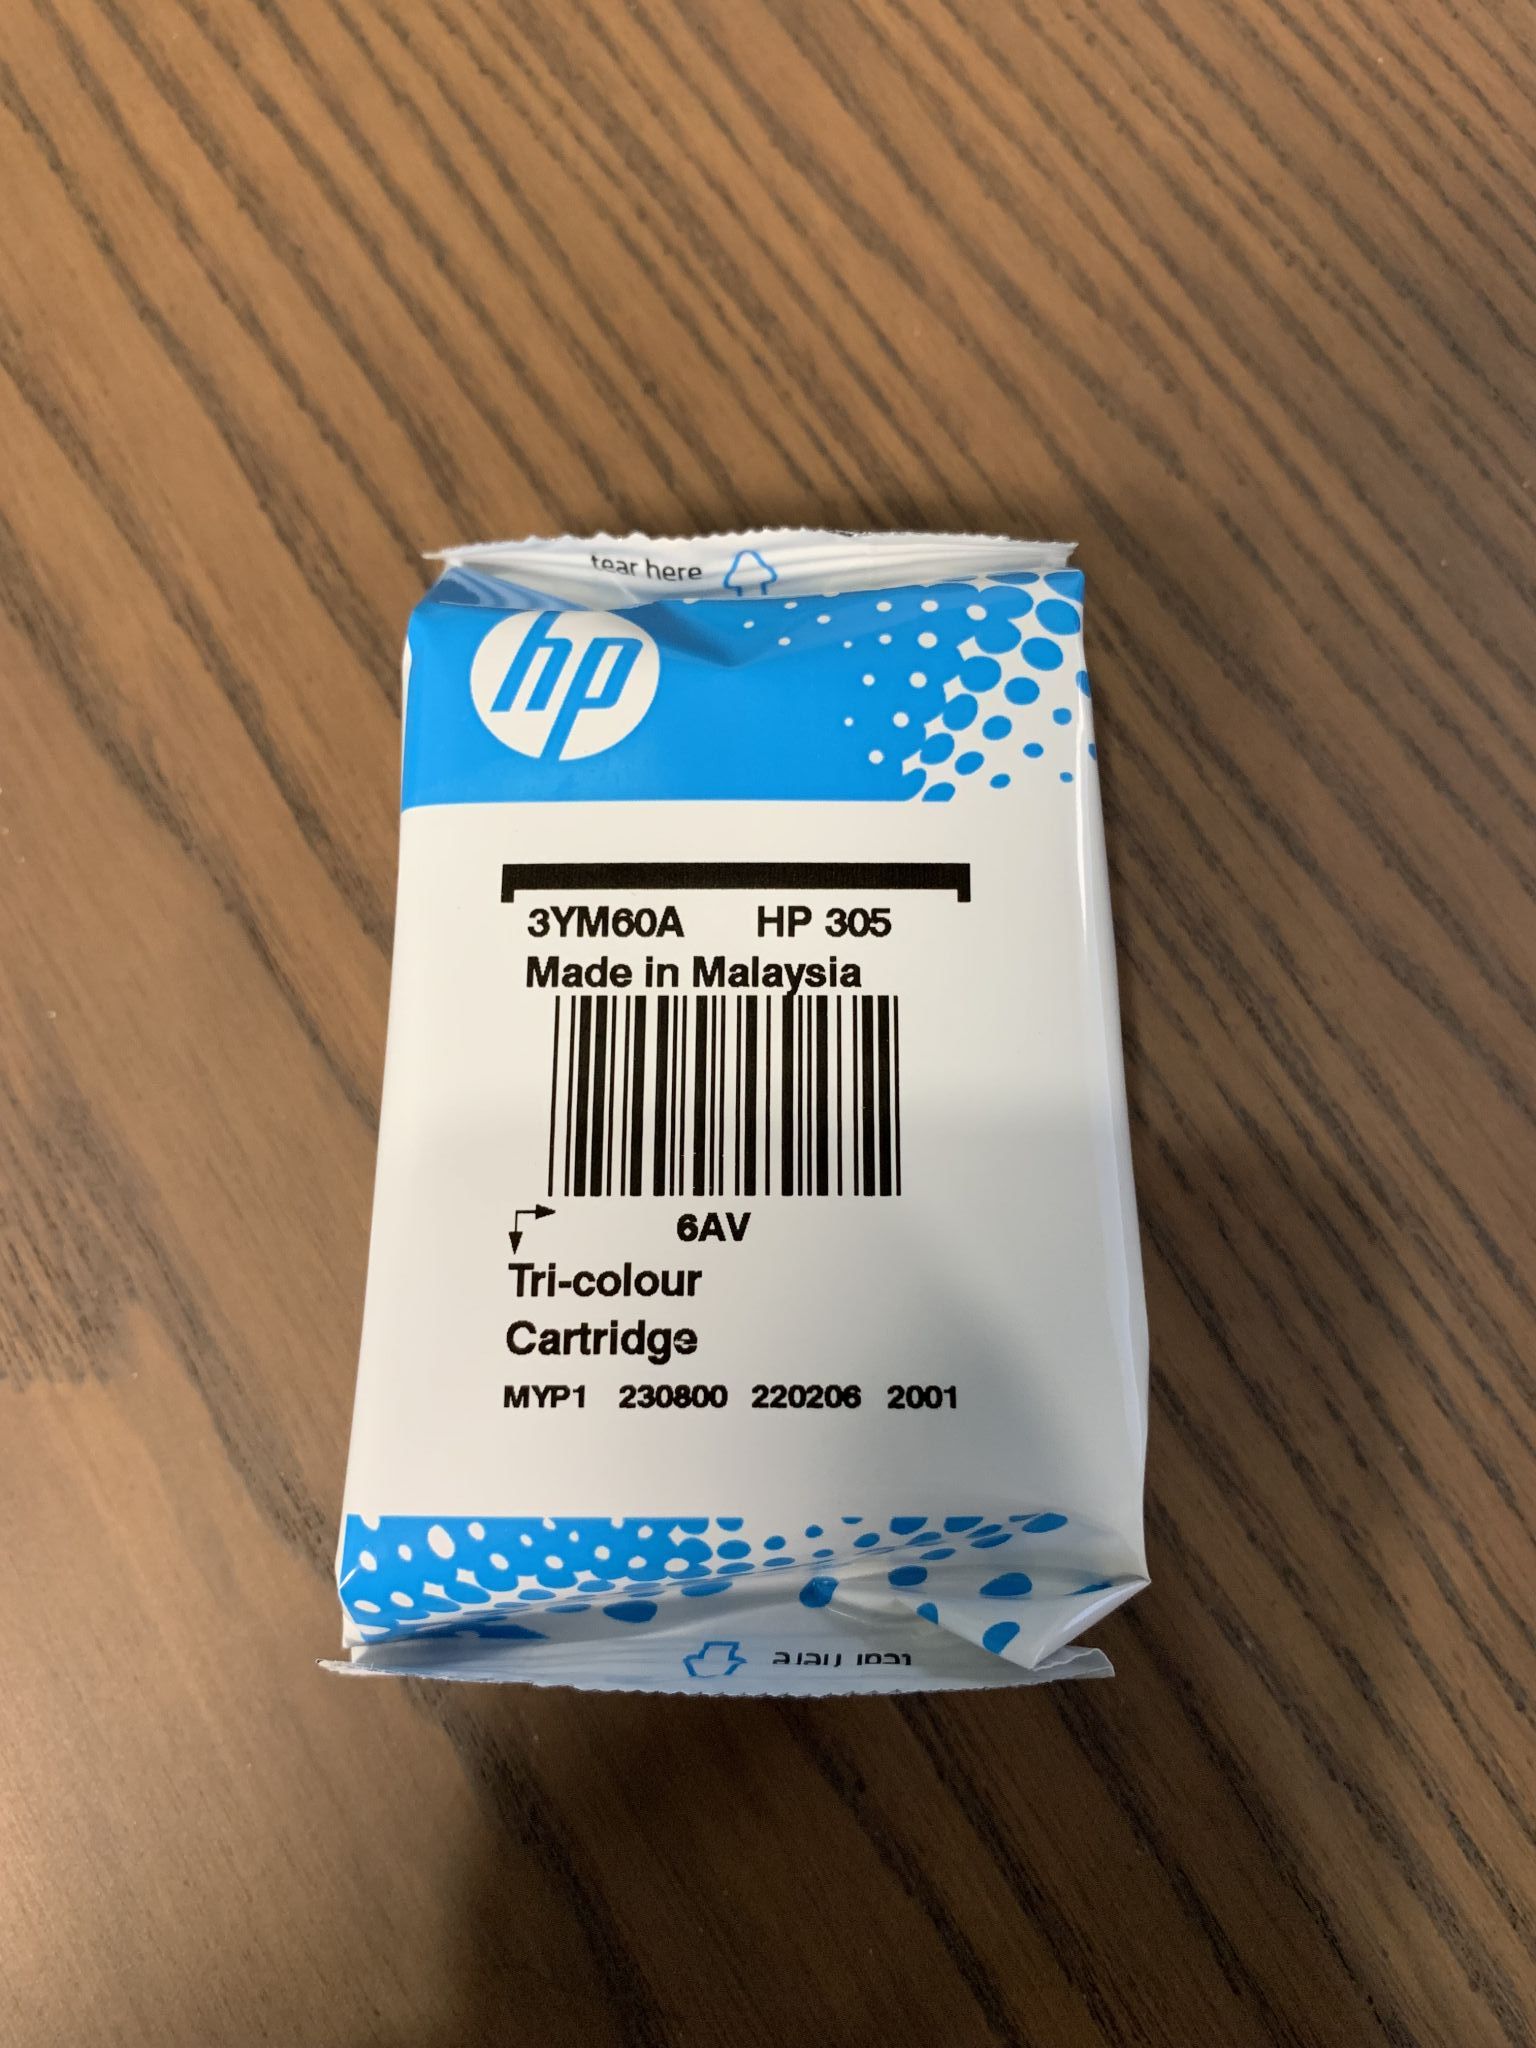 tear here
hp
3YM60A HP 305
Made in Malaysia
6AV
Tri-colour
Cartridge
MYP1 230800 220206 2001
tear here